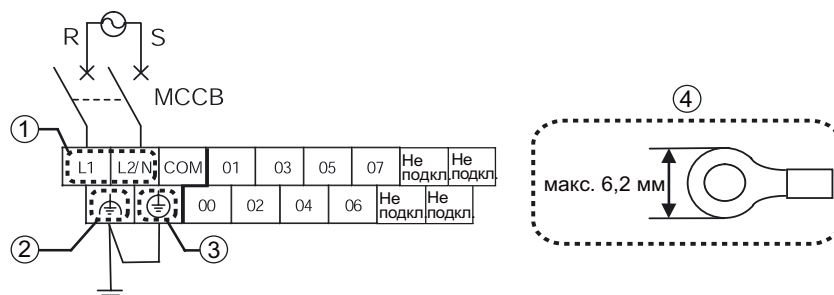 R S
МССВ
①
④
L1 L2/N COM 01 03 05 07 Не подкл. Не подкл.
макс. 6,2 мм
00 02 04 06 Не подкл. Не подкл.
② ③